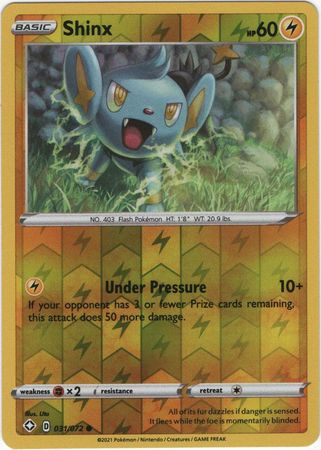 BASIC Shinx HP60
NO. 403 Flash Pokémon HT: 1'8" WT: 20.9 lbs
Under Pressure 10+
If your opponent has 3 or fewer Prize cards remaining,
this attack does 50 more damage.
weakness ×2 resistance retreat
Illus. Uta
031/072
All of its fur dazzles if danger is sensed.
It flees while the foe is momentarily blinded.
©2021 Pokémon / Nintendo / Creatures / GAME FREAK